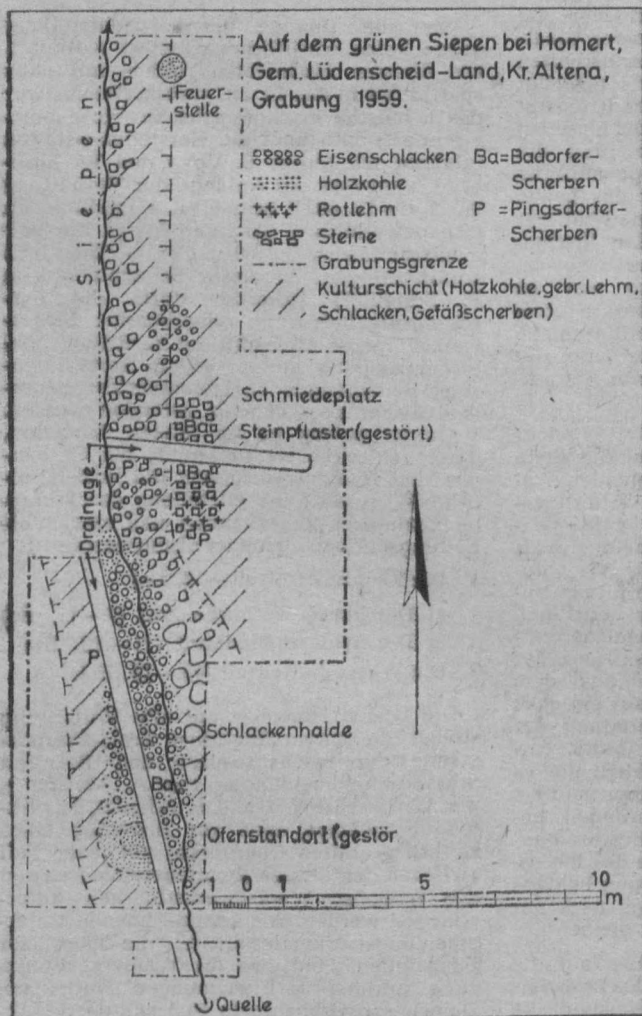 Auf dem grünen Siepen bei Homert,
Gem. Lüdenscheid-Land, Kr. Altena,
Grabung 1959.
Eisenschlacken Ba=Badorfer-
Holzkohle Scherben
Rotlehm P =Pingsdorfer-
Steine Scherben
Grabungsgrenze
Kulturschicht (Holzkohle, gebr. Lehm,
Schlacken, Gefäßscherben)
Feuer-
stelle
Siepen
Schmiedeplatz
Ba
Steinpflaster (gestört)
Drainage
P
Ba
P
P
Schlackenhalde
Ba
Ofenstandort (gestör
1 0 1 5 10
m
Quelle